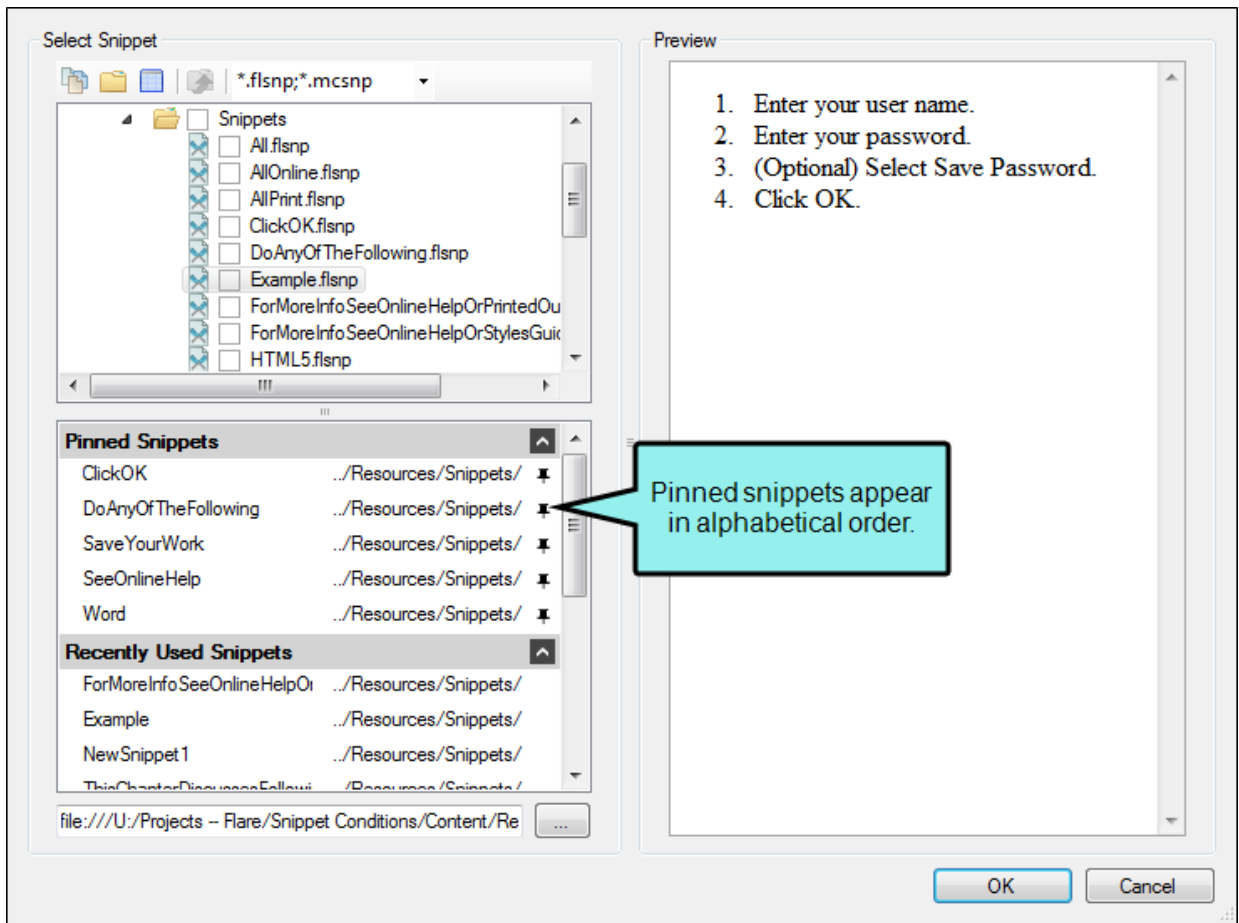 Select Snippet
*.flsnp;*.mcsnp
Snippets
All.flsnp
AllOnline.flsnp
AllPrint.flsnp
ClickOK.flsnp
DoAnyOfTheFollowing.flsnp
Example.flsnp
ForMoreInfoSeeOnlineHelpOrPrintedOu
ForMoreInfoSeeOnlineHelpOrStylesGuid
HTML5.flsnp
Pinned Snippets
ClickOK ../Resources/Snippets/
DoAnyOfTheFollowing ../Resources/Snippets/
SaveYourWork ../Resources/Snippets/
SeeOnlineHelp ../Resources/Snippets/
Word ../Resources/Snippets/
Recently Used Snippets
ForMoreInfoSeeOnlineHelpOr ../Resources/Snippets/
Example ../Resources/Snippets/
NewSnippet1 ../Resources/Snippets/
ThisChapterDiscussesFollowi ../Resources/Snippets/
file:///U:/Projects -- Flare/Snippet Conditions/Content/Re
...
Preview
1. Enter your user name.
2. Enter your password.
3. (Optional) Select Save Password.
4. Click OK.
Pinned snippets appear
in alphabetical order.
OK Cancel